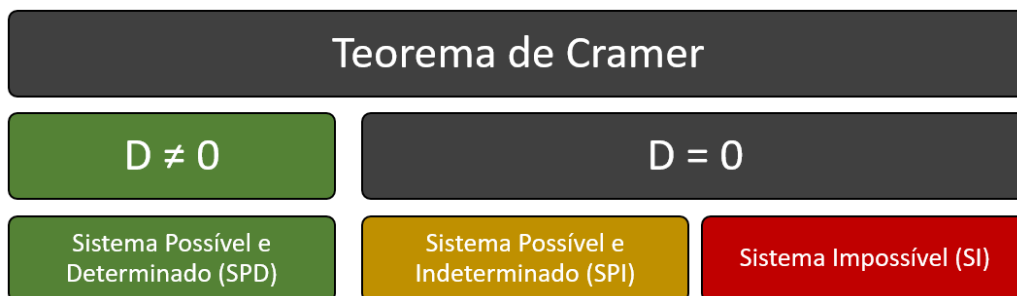 Teorema de Cramer
D ≠ 0
D = 0
Sistema Possível e
Determinado (SPD)
Sistema Possível e
Indeterminado (SPI)
Sistema Impossível (SI)